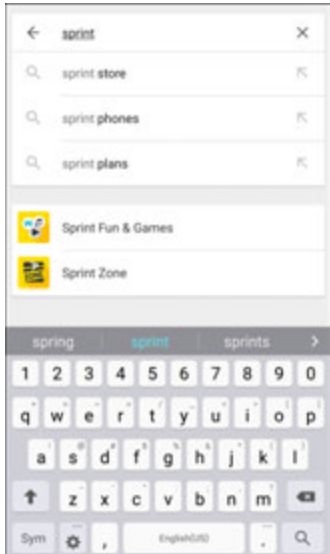 sprint
sprint store
sprint phones
sprint plans
Sprint Fun & Games
Sprint Zone
spring sprint sprints
1 2 3 4 5 6 7 8 9 0
q w e r t y u i o p
a s d f g h j k l
z x c v b n m
Sym , English(US) .